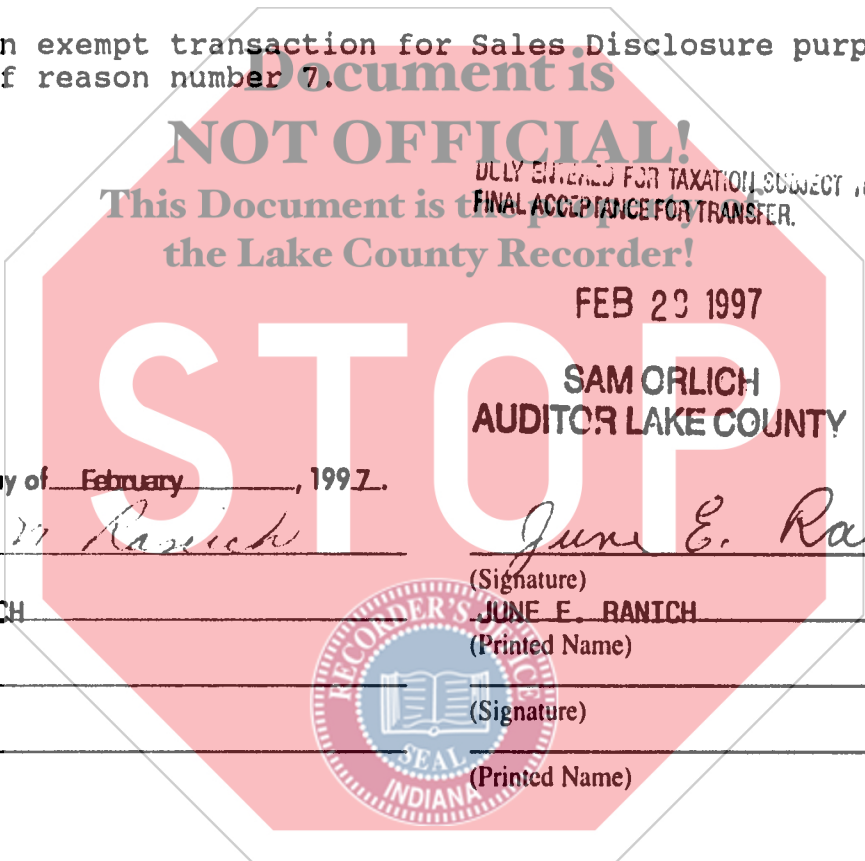 n exempt transaction for Sales Disclosure purp
f reason number 7.
Document is
NOT OFFICIAL!
This Document is the property of
the Lake County Recorder!
DULY ENTERED FOR TAXATION SUBJECT
FINAL ACCEPTANCE FOR TRANSFER.
FEB 1997
SAM ORLICH
AUDITOR LAKE COUNTY
STOP
y of February, 1997.
M Ranich
June E. Ra
(Signature)
CH
JUNE E. RANICH
(Printed Name)
(Signature)
(Printed Name)
RECORDER'S OFFICE
SEAL
INDIANA